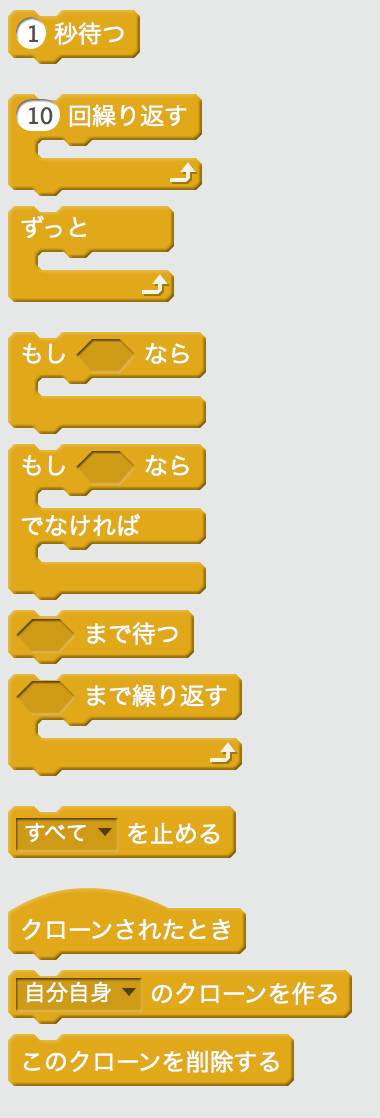 1 秒待つ
10 回繰り返す
ずっと
もし なら
もし なら
でなければ
まで待つ
まで繰り返す
すべて を止める
クローンされたとき
自分自身 のクローンを作る
このクローンを削除する